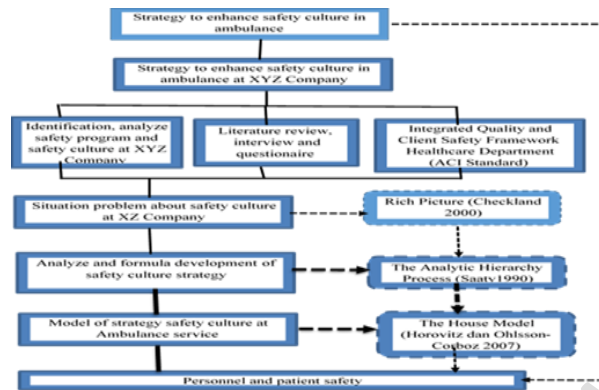 Strategy to enhance safety culture in
ambulance
Strategy to enhance safety culture in
ambulance at XYZ Company
Identification, analyze
safety program and
safety culture at XYZ
Company
Literature review,
interview and
questionaire
Integrated Quality and
Client Safety Framework
Healthcare Department
(ACI Standard)
Situation problem about safety culture
at XZ Company
Rich Picture (Checkland
2000)
Analyze and formula development of
safety culture strategy
The Analytic Hierarchy
Process (Saaty1990)
Model of strategy safety culture at
Ambulance service
The House Model
(Horovitz dan Ohlsson-
Corboz 2007)
Personnel and patient safety